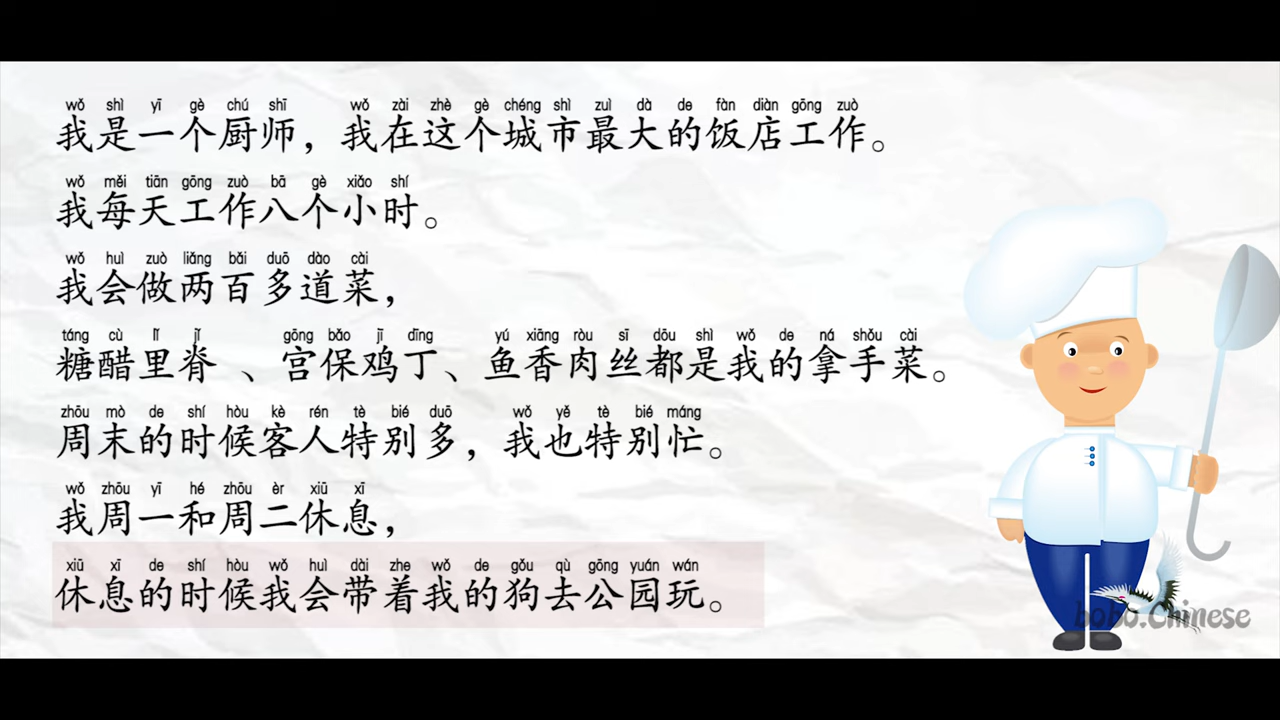 wǒ shì yī gè chú shī wǒ zài zhè gè chéng shì zuì dà de fàn diàn gōng zuò
我是一个厨师，我在这个城市最大的饭店工作。
wǒ měi tiān gōng zuò bā gè xiǎo shí
我每天工作八个小时。
wǒ huì zuò liǎng bǎi duō dào cài
我会做两百多道菜，
táng cù lǐ jǐ gōng bǎo jī dīng yú xiāng ròu sī dōu shì wǒ de ná shǒu cài
糖醋里脊 、宫保鸡丁、鱼香肉丝都是我的拿手菜。
zhōu mò de shí hòu kè rén tè bié duō wǒ yě tè bié máng
周末的时候客人特别多，我也特别忙。
wǒ zhōu yī hé zhōu èr xiū xī
我周一和周二休息，
xiū xī de shí hòu wǒ huì dài zhe wǒ de gǒu qù gōng yuán wán
休息的时候我会带着我的狗去公园玩。
bobo.Chinese